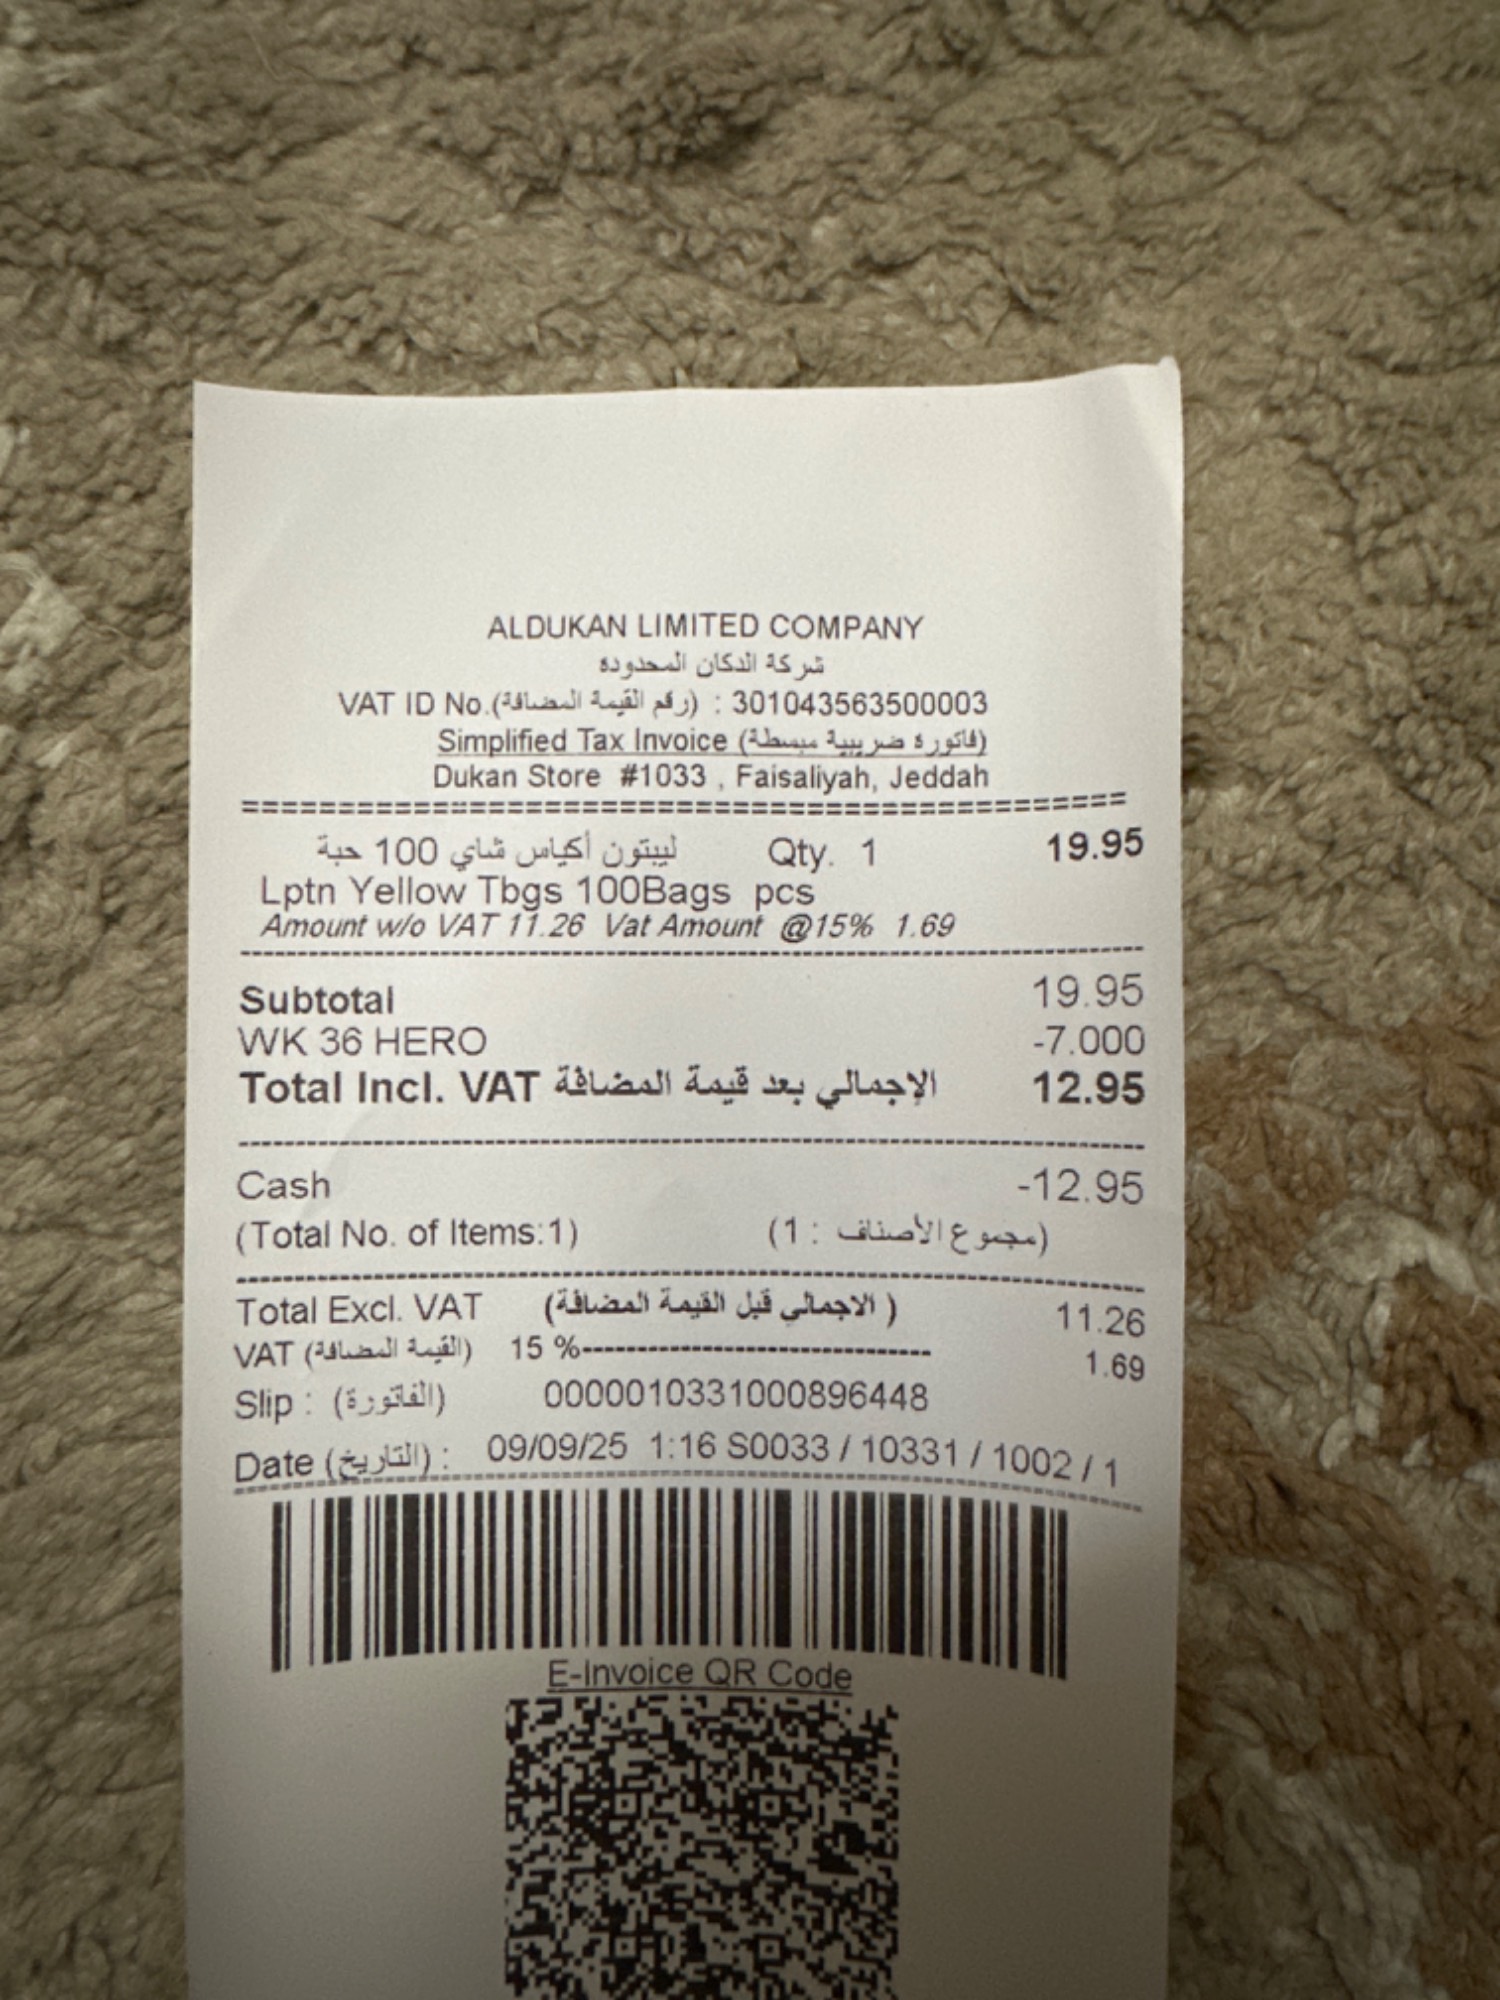 ALDUKAN LIMITED COMPANY
شركة الدكان المحدوده
VAT ID No.(رقم القيمة المضافة) : 301043563500003
Simplified Tax Invoice (فاتورة ضريبية مبسطة)
Dukan Store #1033 , Faisaliyah, Jeddah
ليبتون أكياس شاي 100 حبة Qty. 1 19.95
Lptn Yellow Tbgs 100Bags pcs
Amount w/o VAT 11.26 Vat Amount @15% 1.69
Subtotal 19.95
WK 36 HERO -7.000
Total Incl. VAT الإجمالي بعد قيمة المضافة 12.95
Cash -12.95
(Total No. of Items:1) (مجموع الأصناف : 1)
Total Excl. VAT (الاجمالي قبل القيمة المضافة ) 11.26
VAT (القيمة المضافة) 15 %-------------------------------- 1.69
Slip : (الفاتورة) 0000010331000896448
Date (التاريخ) : 09/09/25 1:16 S0033 / 10331 / 1002 / 1
E-Invoice QR Code